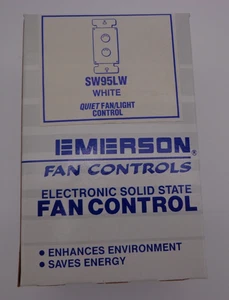 SW95LW
WHITE
QUIET FAN/LIGHT
CONTROL
EMERSON®
FAN CONTROLS
ELECTRONIC SOLID STATE
FAN CONTROL
● ENHANCES ENVIRONMENT
● SAVES ENERGY